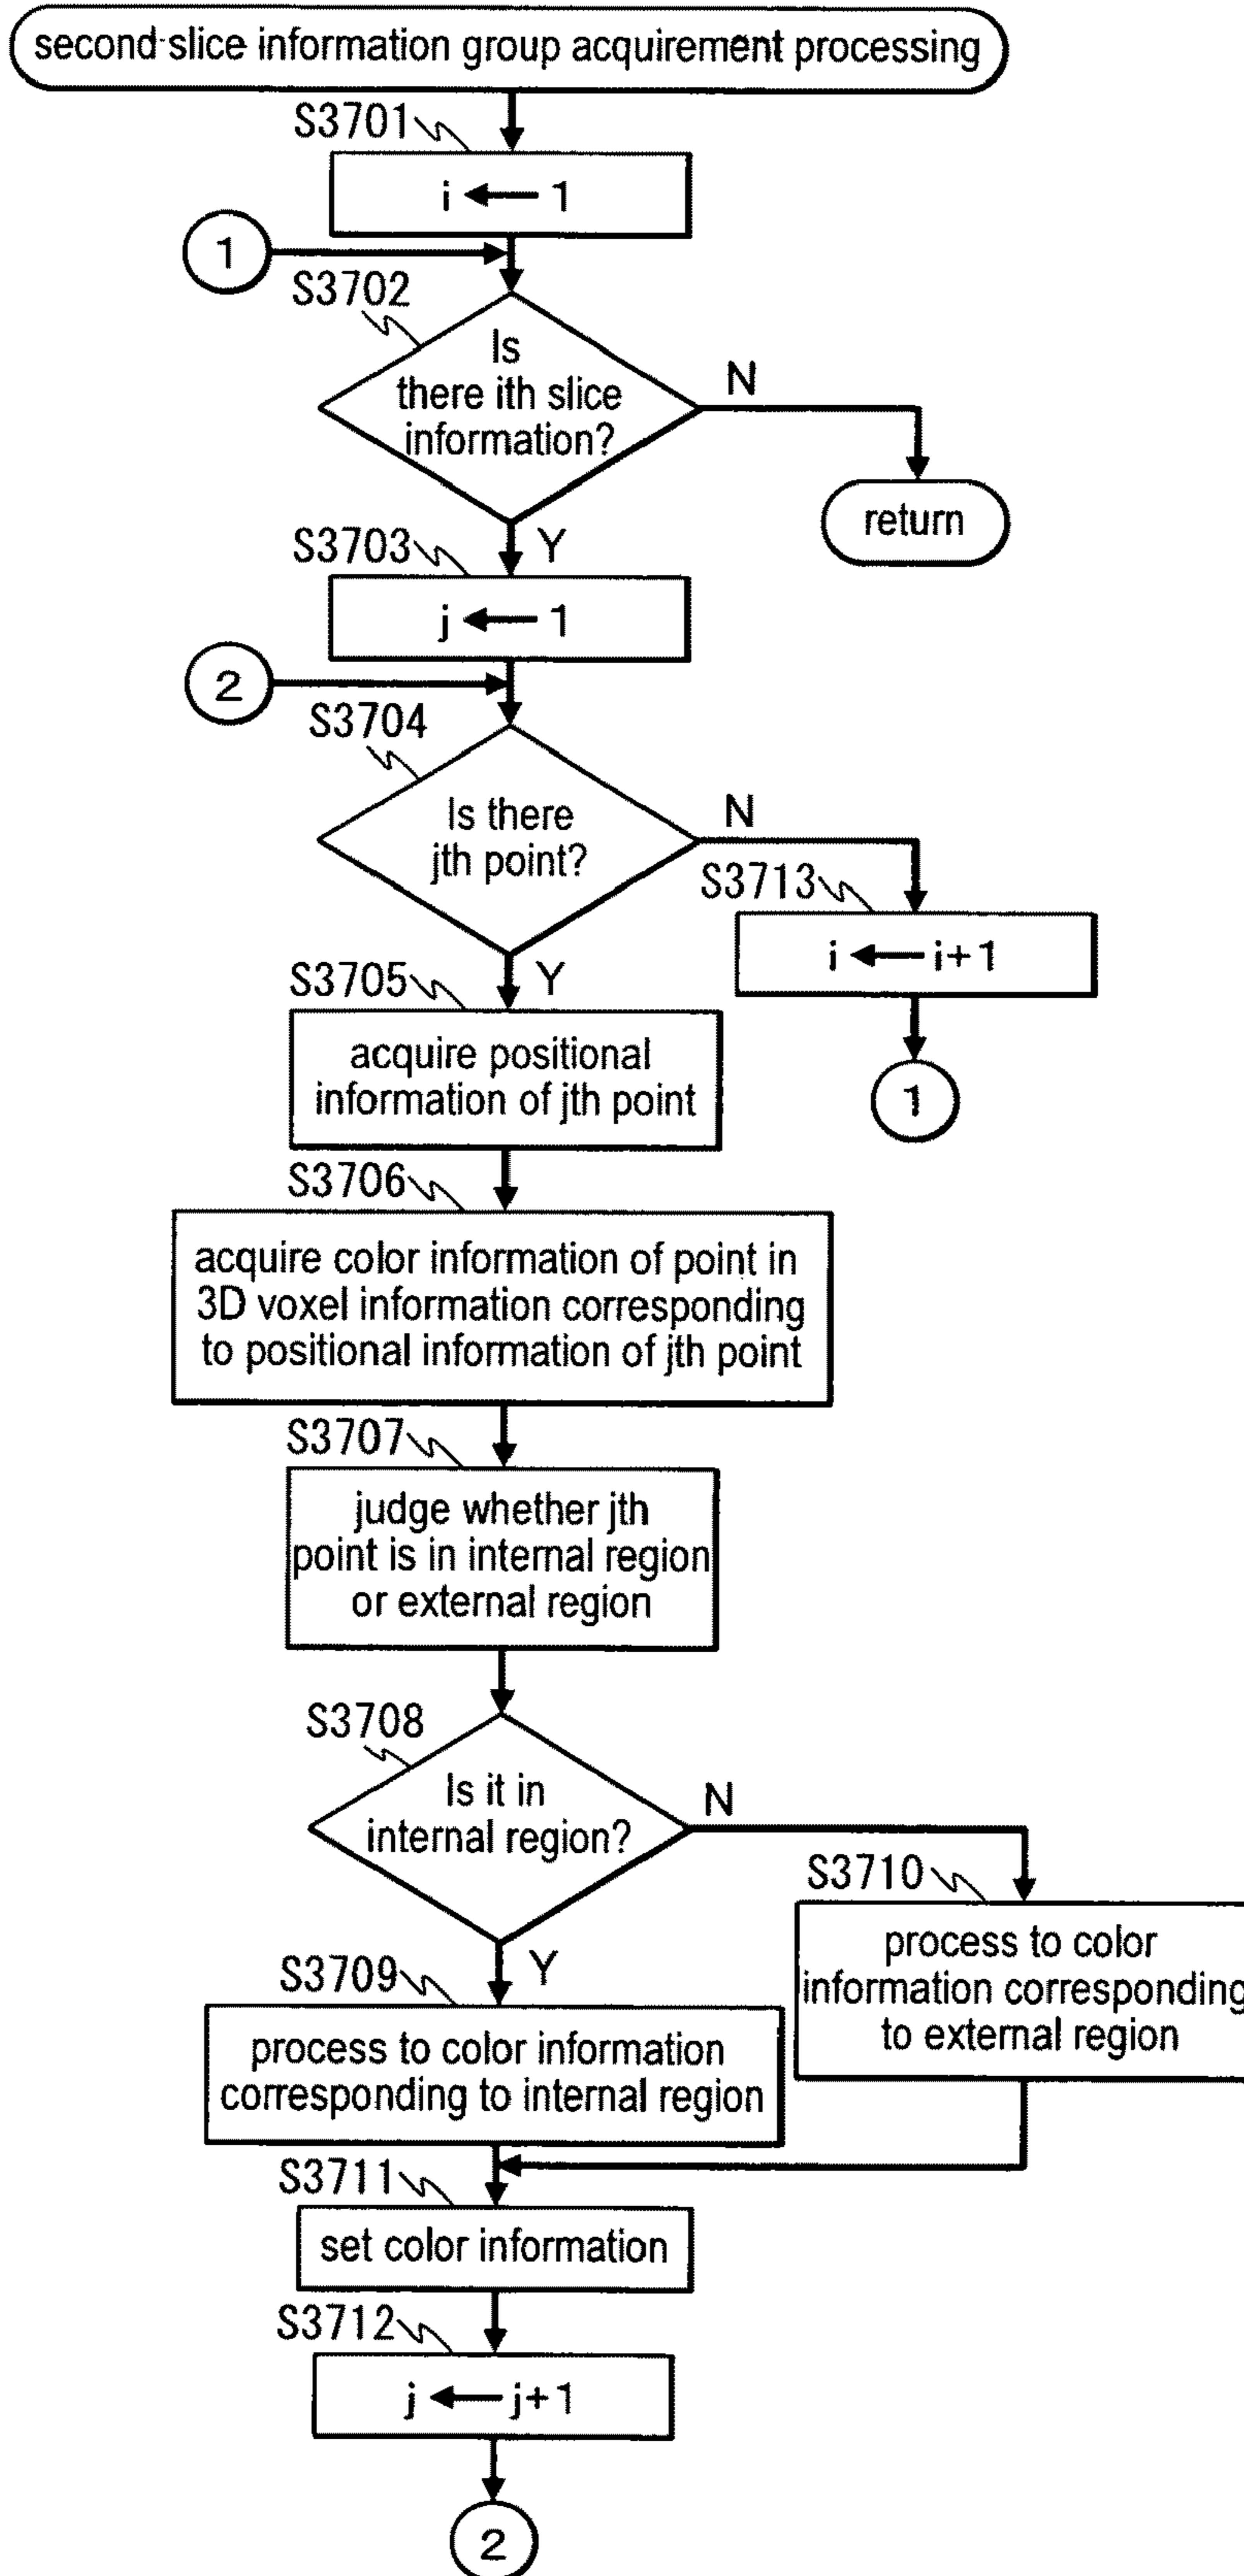 second slice information group acquirement processing
S3701
i ← 1
1
S3702
Is
there ith slice
information?
N
return
Y
S3703
j ← 1
2
S3704
Is there
jth point?
N
S3713
i ← i+1
1
Y
S3705
acquire positional
information of jth point
S3706
acquire color information of point in
3D voxel information corresponding
to positional information of jth point
S3707
judge whether jth
point is in internal region
or external region
S3708
Is it in
internal region?
N
S3710
process to color
information corresponding
to external region
Y
S3709
process to color information
corresponding to internal region
S3711
set color information
S3712
j ← j+1
2